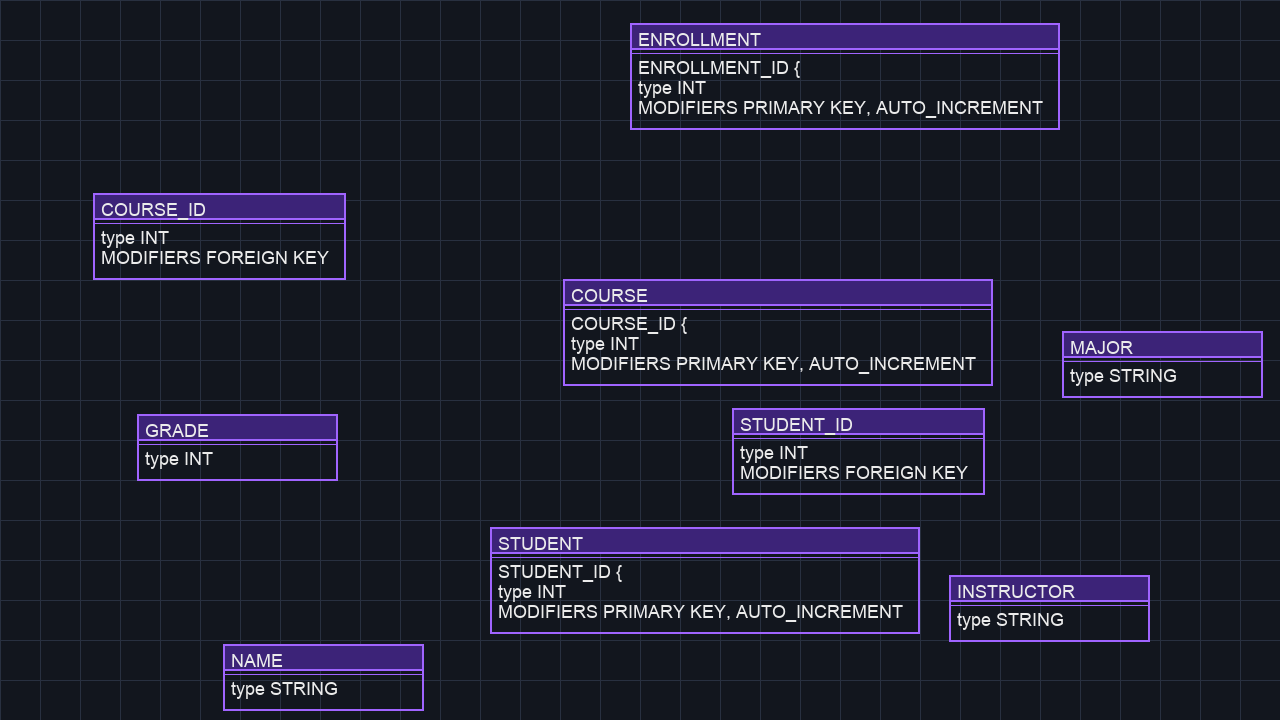 ENROLLMENT
ENROLLMENT_ID {
type INT
MODIFIERS PRIMARY KEY, AUTO_INCREMENT
COURSE_ID
type INT
MODIFIERS FOREIGN KEY
COURSE
COURSE_ID {
type INT
MODIFIERS PRIMARY KEY, AUTO_INCREMENT
MAJOR
type STRING
GRADE
type INT
STUDENT_ID
type INT
MODIFIERS FOREIGN KEY
STUDENT
STUDENT_ID {
type INT
MODIFIERS PRIMARY KEY, AUTO_INCREMENT
INSTRUCTOR
type STRING
NAME
type STRING